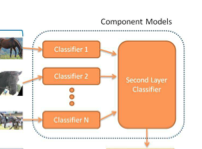 Component Models
Classifier 1
Classifier 2
Classifier N
Second Layer
Classifier